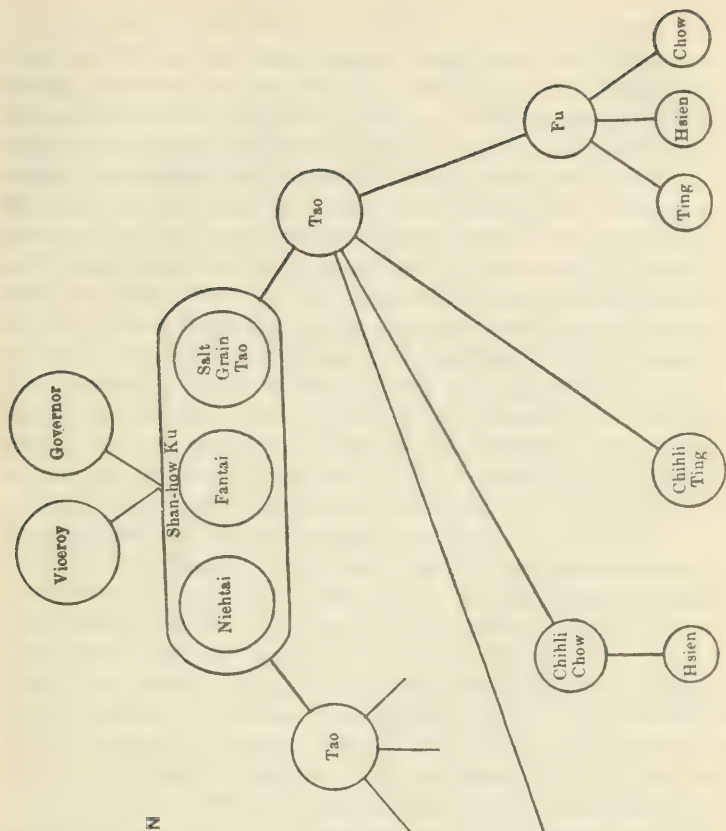 Viceroy
Governor
Shan-how Ku
Niehtai
Fantai
Salt
Grain
Tao
Tao
Tao
Fu
Chihli
Chow
Chihli
Ting
Ting
Hsien
Chow
Hsien
N